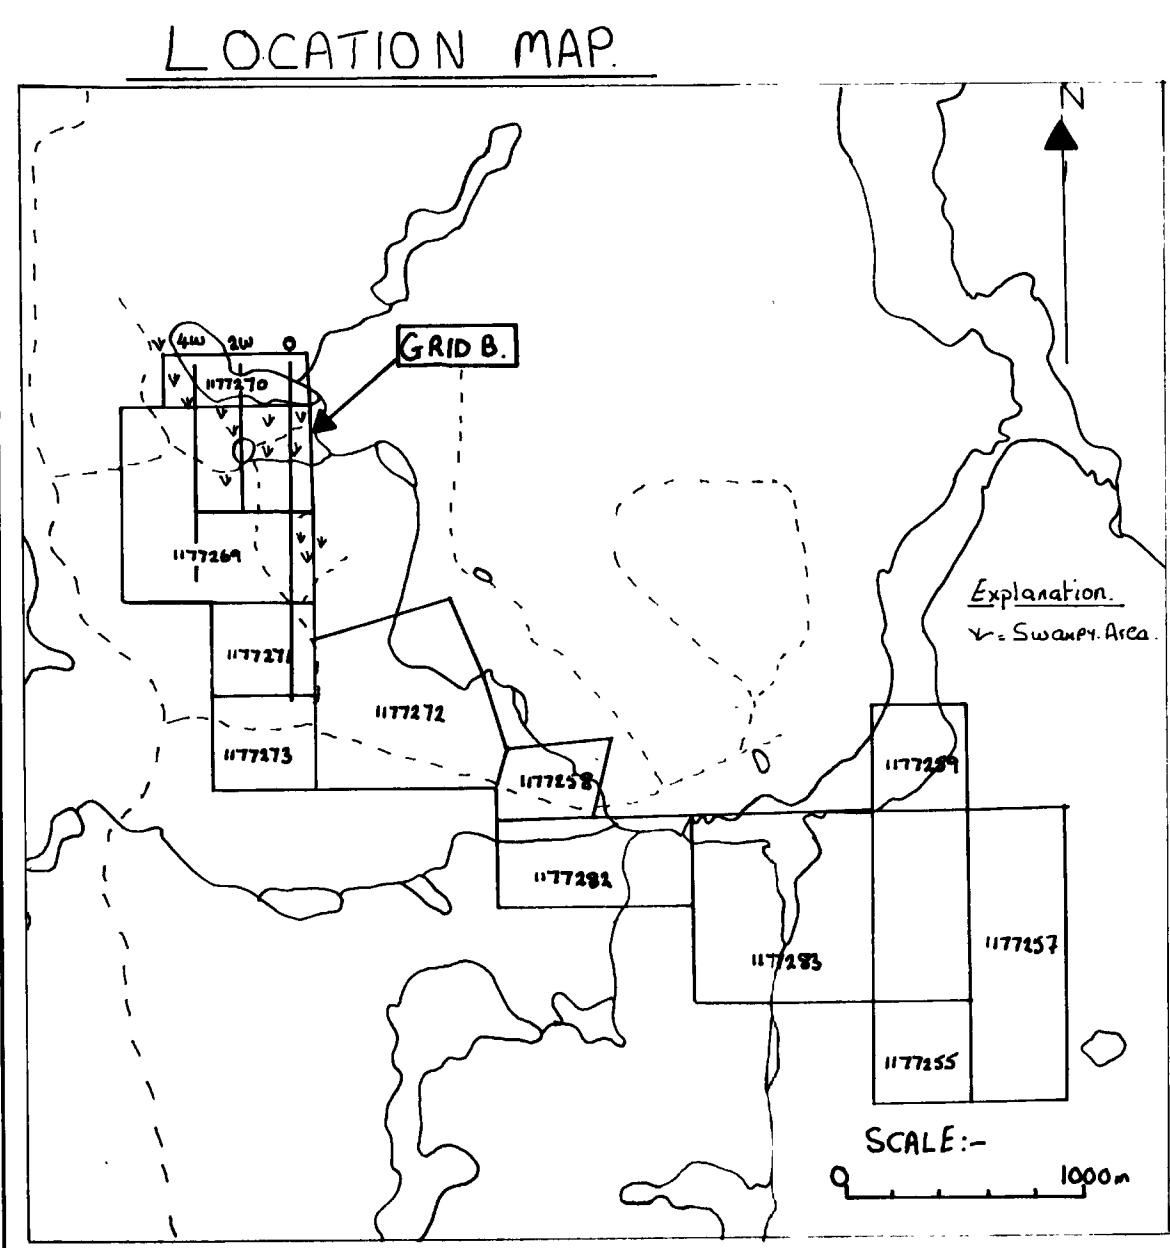 LOCATION MAP.
N
4W 2W 0
GRID B.
1177270
1177269
Explanation.
v = Swampy. Area.
1177271
1177272
1177273
1177258
1177259
1177282
1177257
1177283
1177255
SCALE:-
0 1000m